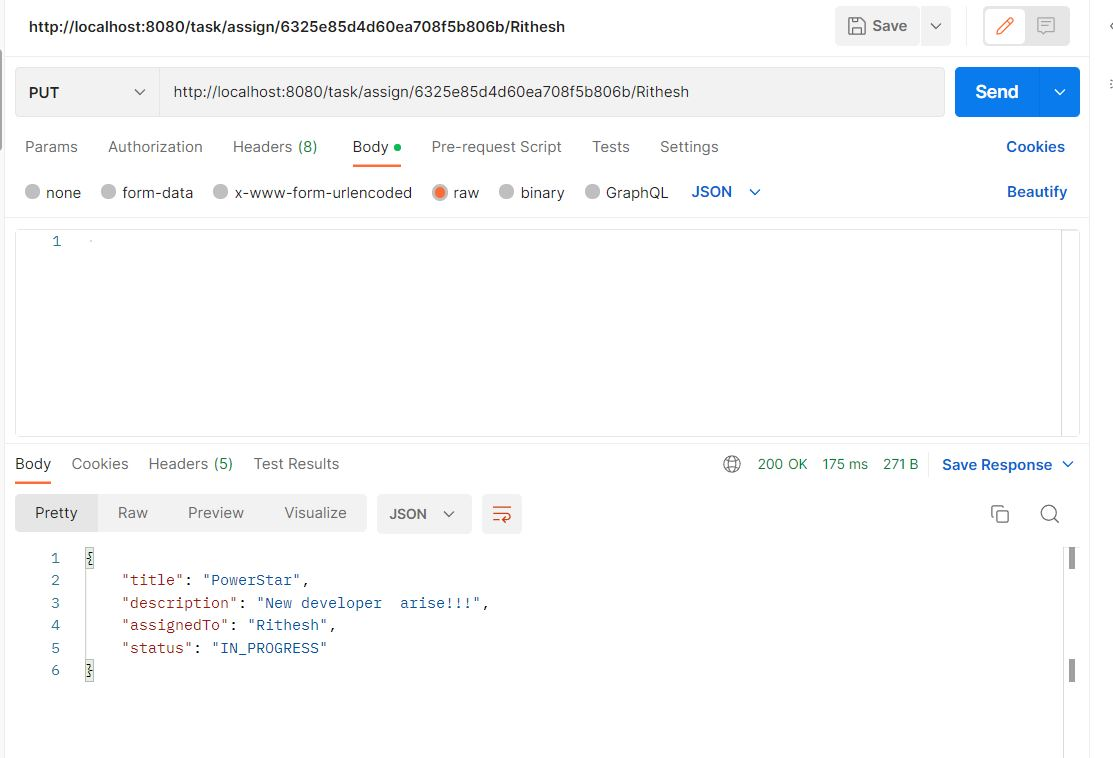 http://localhost:8080/task/assign/6325e85d4d60ea708f5b806b/Rithesh Save
PUT http://localhost:8080/task/assign/6325e85d4d60ea708f5b806b/Rithesh Send
Params Authorization Headers (8) Body Pre-request Script Tests Settings Cookies
none form-data x-www-form-urlencoded raw binary GraphQL JSON Beautify
1
Body Cookies Headers (5) Test Results 200 OK 175 ms 271 B Save Response
Pretty Raw Preview Visualize JSON
1 {
2 "title": "PowerStar",
3 "description": "New developer  arise!!!",
4 "assignedTo": "Rithesh",
5 "status": "IN_PROGRESS"
6 }